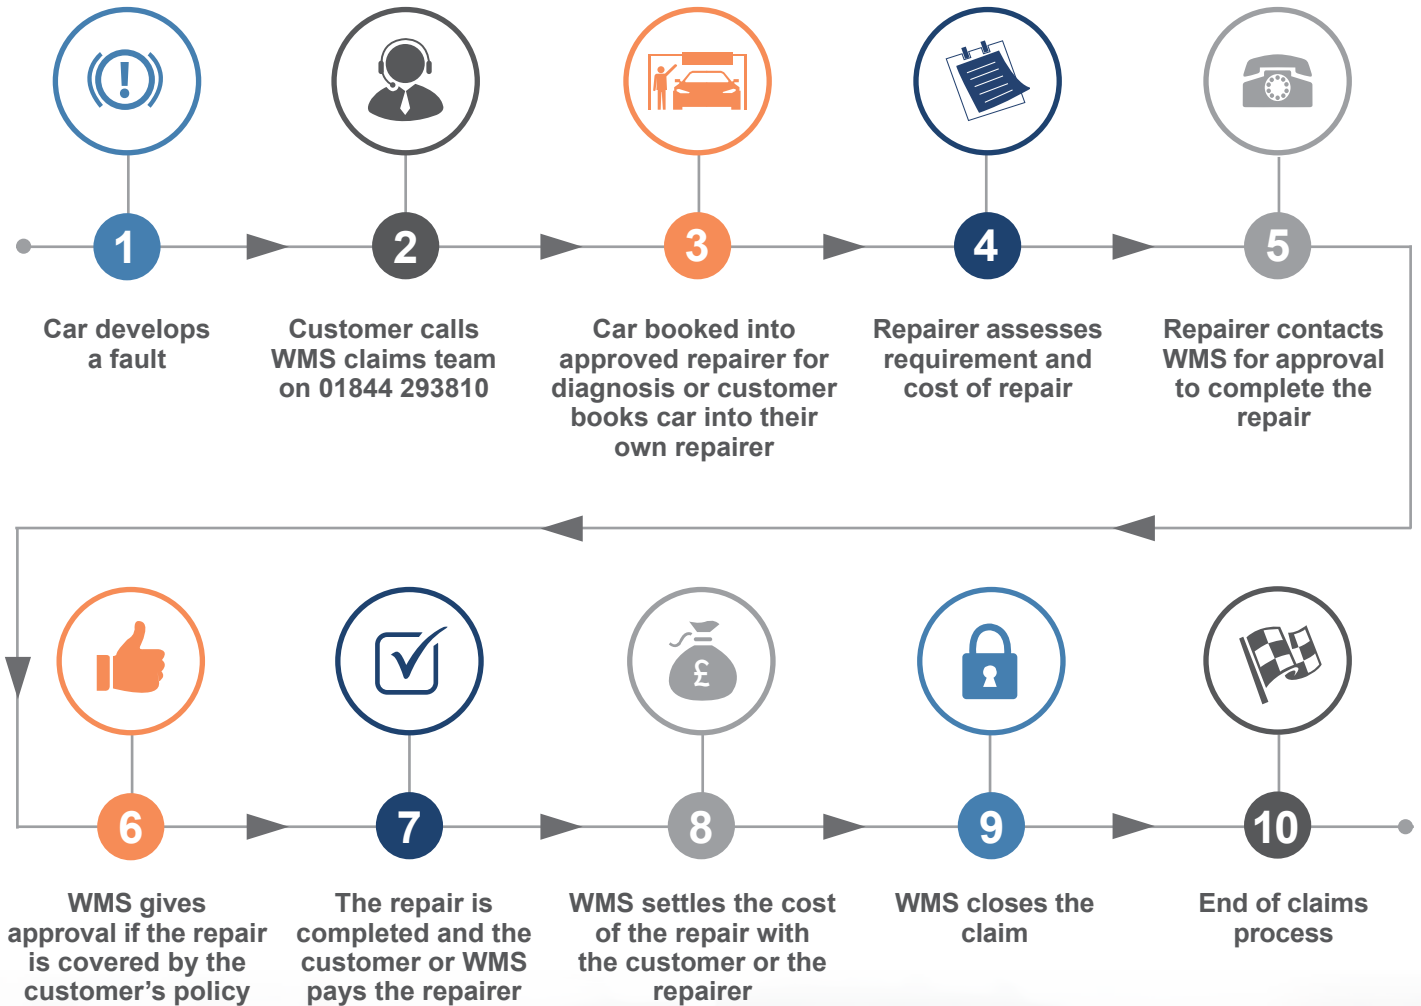 1
Car develops
a fault
2
Customer calls
WMS claims team
on 01844 293810
3
Car booked into
approved repairer for
diagnosis or customer
books car into their
own repairer
4
Repairer assesses
requirement and
cost of repair
5
Repairer contacts
WMS for approval
to complete the
repair
6
WMS gives
approval if the repair
is covered by the
customer’s policy
7
The repair is
completed and the
customer or WMS
pays the repairer
£
8
WMS settles the cost
of the repair with
the customer or the
repairer
9
WMS closes the
claim
10
End of claims
process